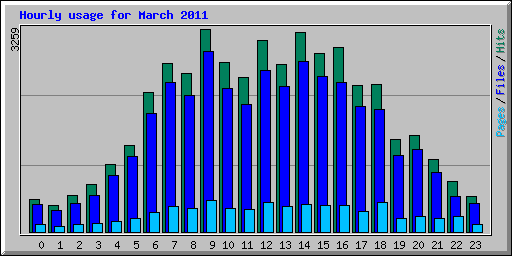 Hourly usage for March 2011
3259
Pages/Files/Hits
0 1 2 3 4 5 6 7 8 9 10 11 12 13 14 15 16 17 18 19 20 21 22 23